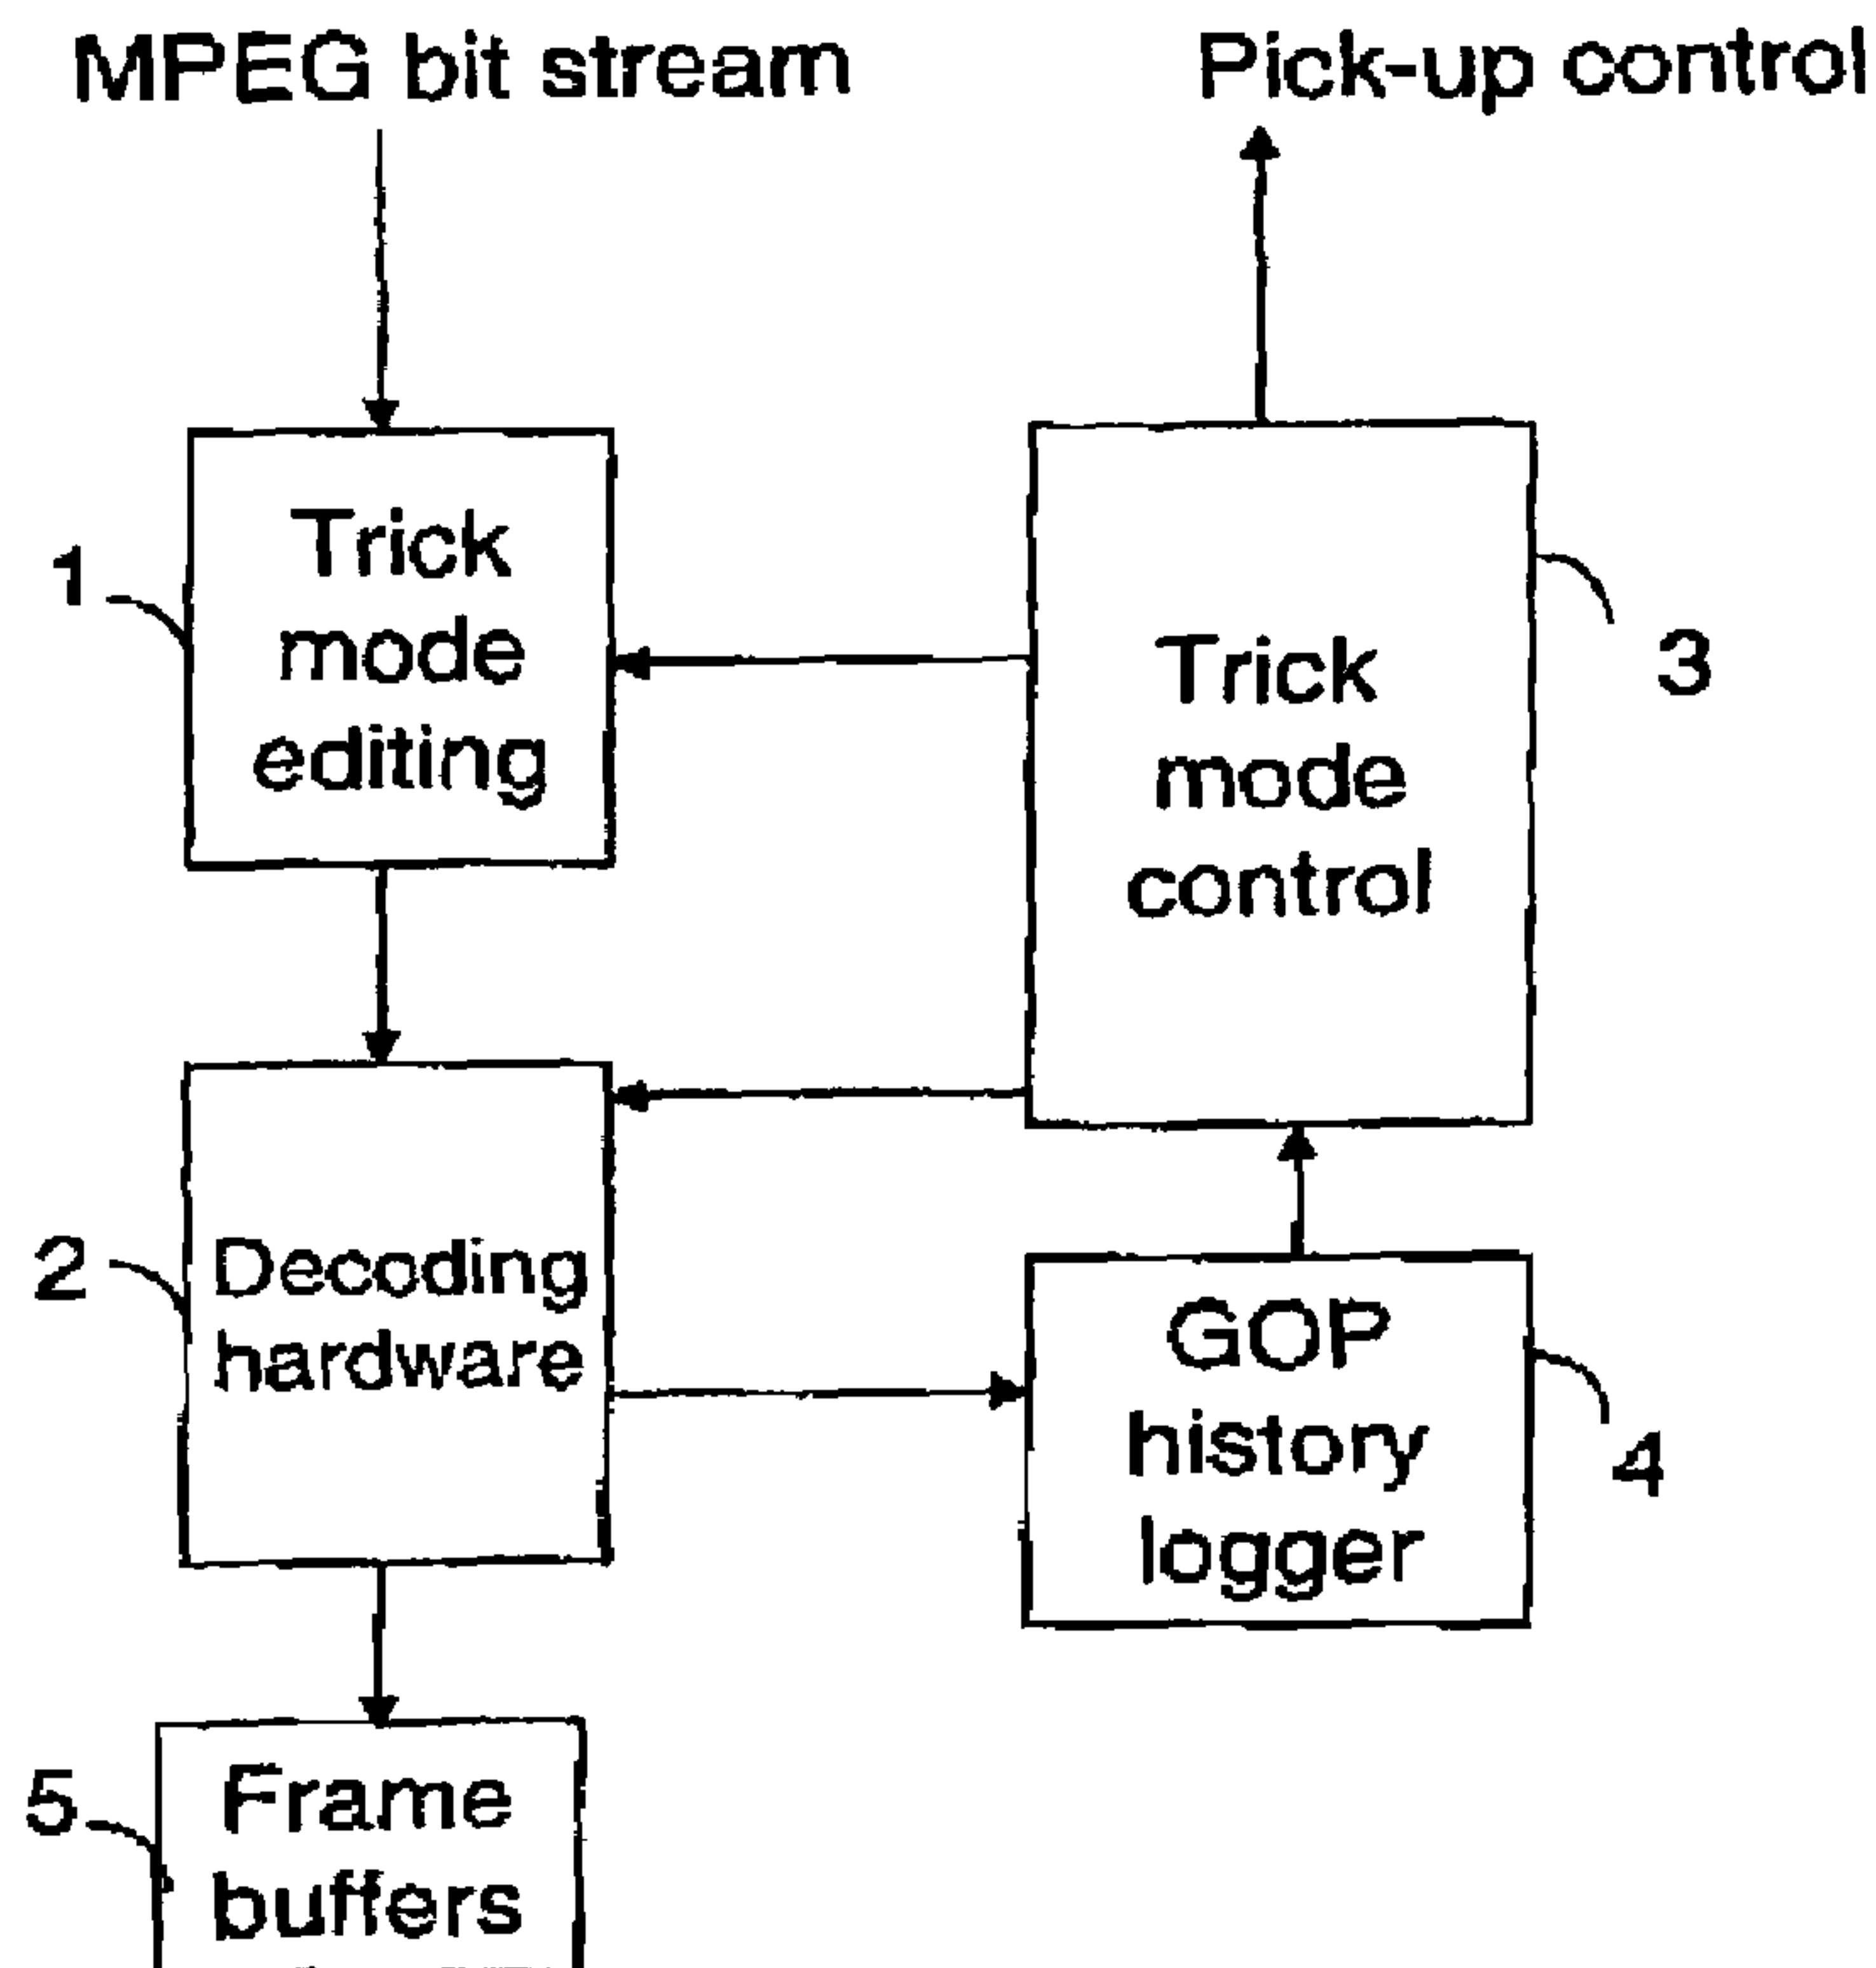 MPEG bit stream
Pick-up control
1
Trick
mode
editing
3
Trick
mode
control
2
Decoding
hardware
4
GOP
history
logger
5
Frame
buffers